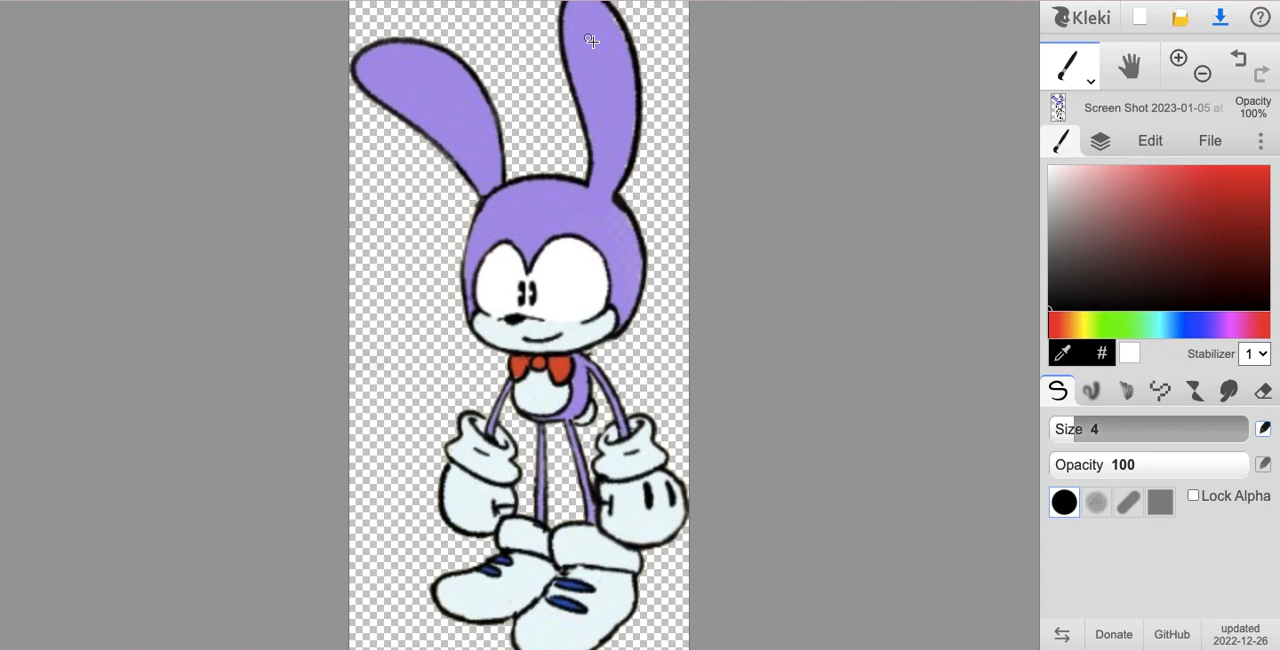 Kleki
?
Screen Shot 2023-01-05 at
Opacity
100%
Edit
File
#
Stabilizer 1
Size 4
Opacity 100
Lock Alpha
Donate
GitHub
updated
2022-12-26